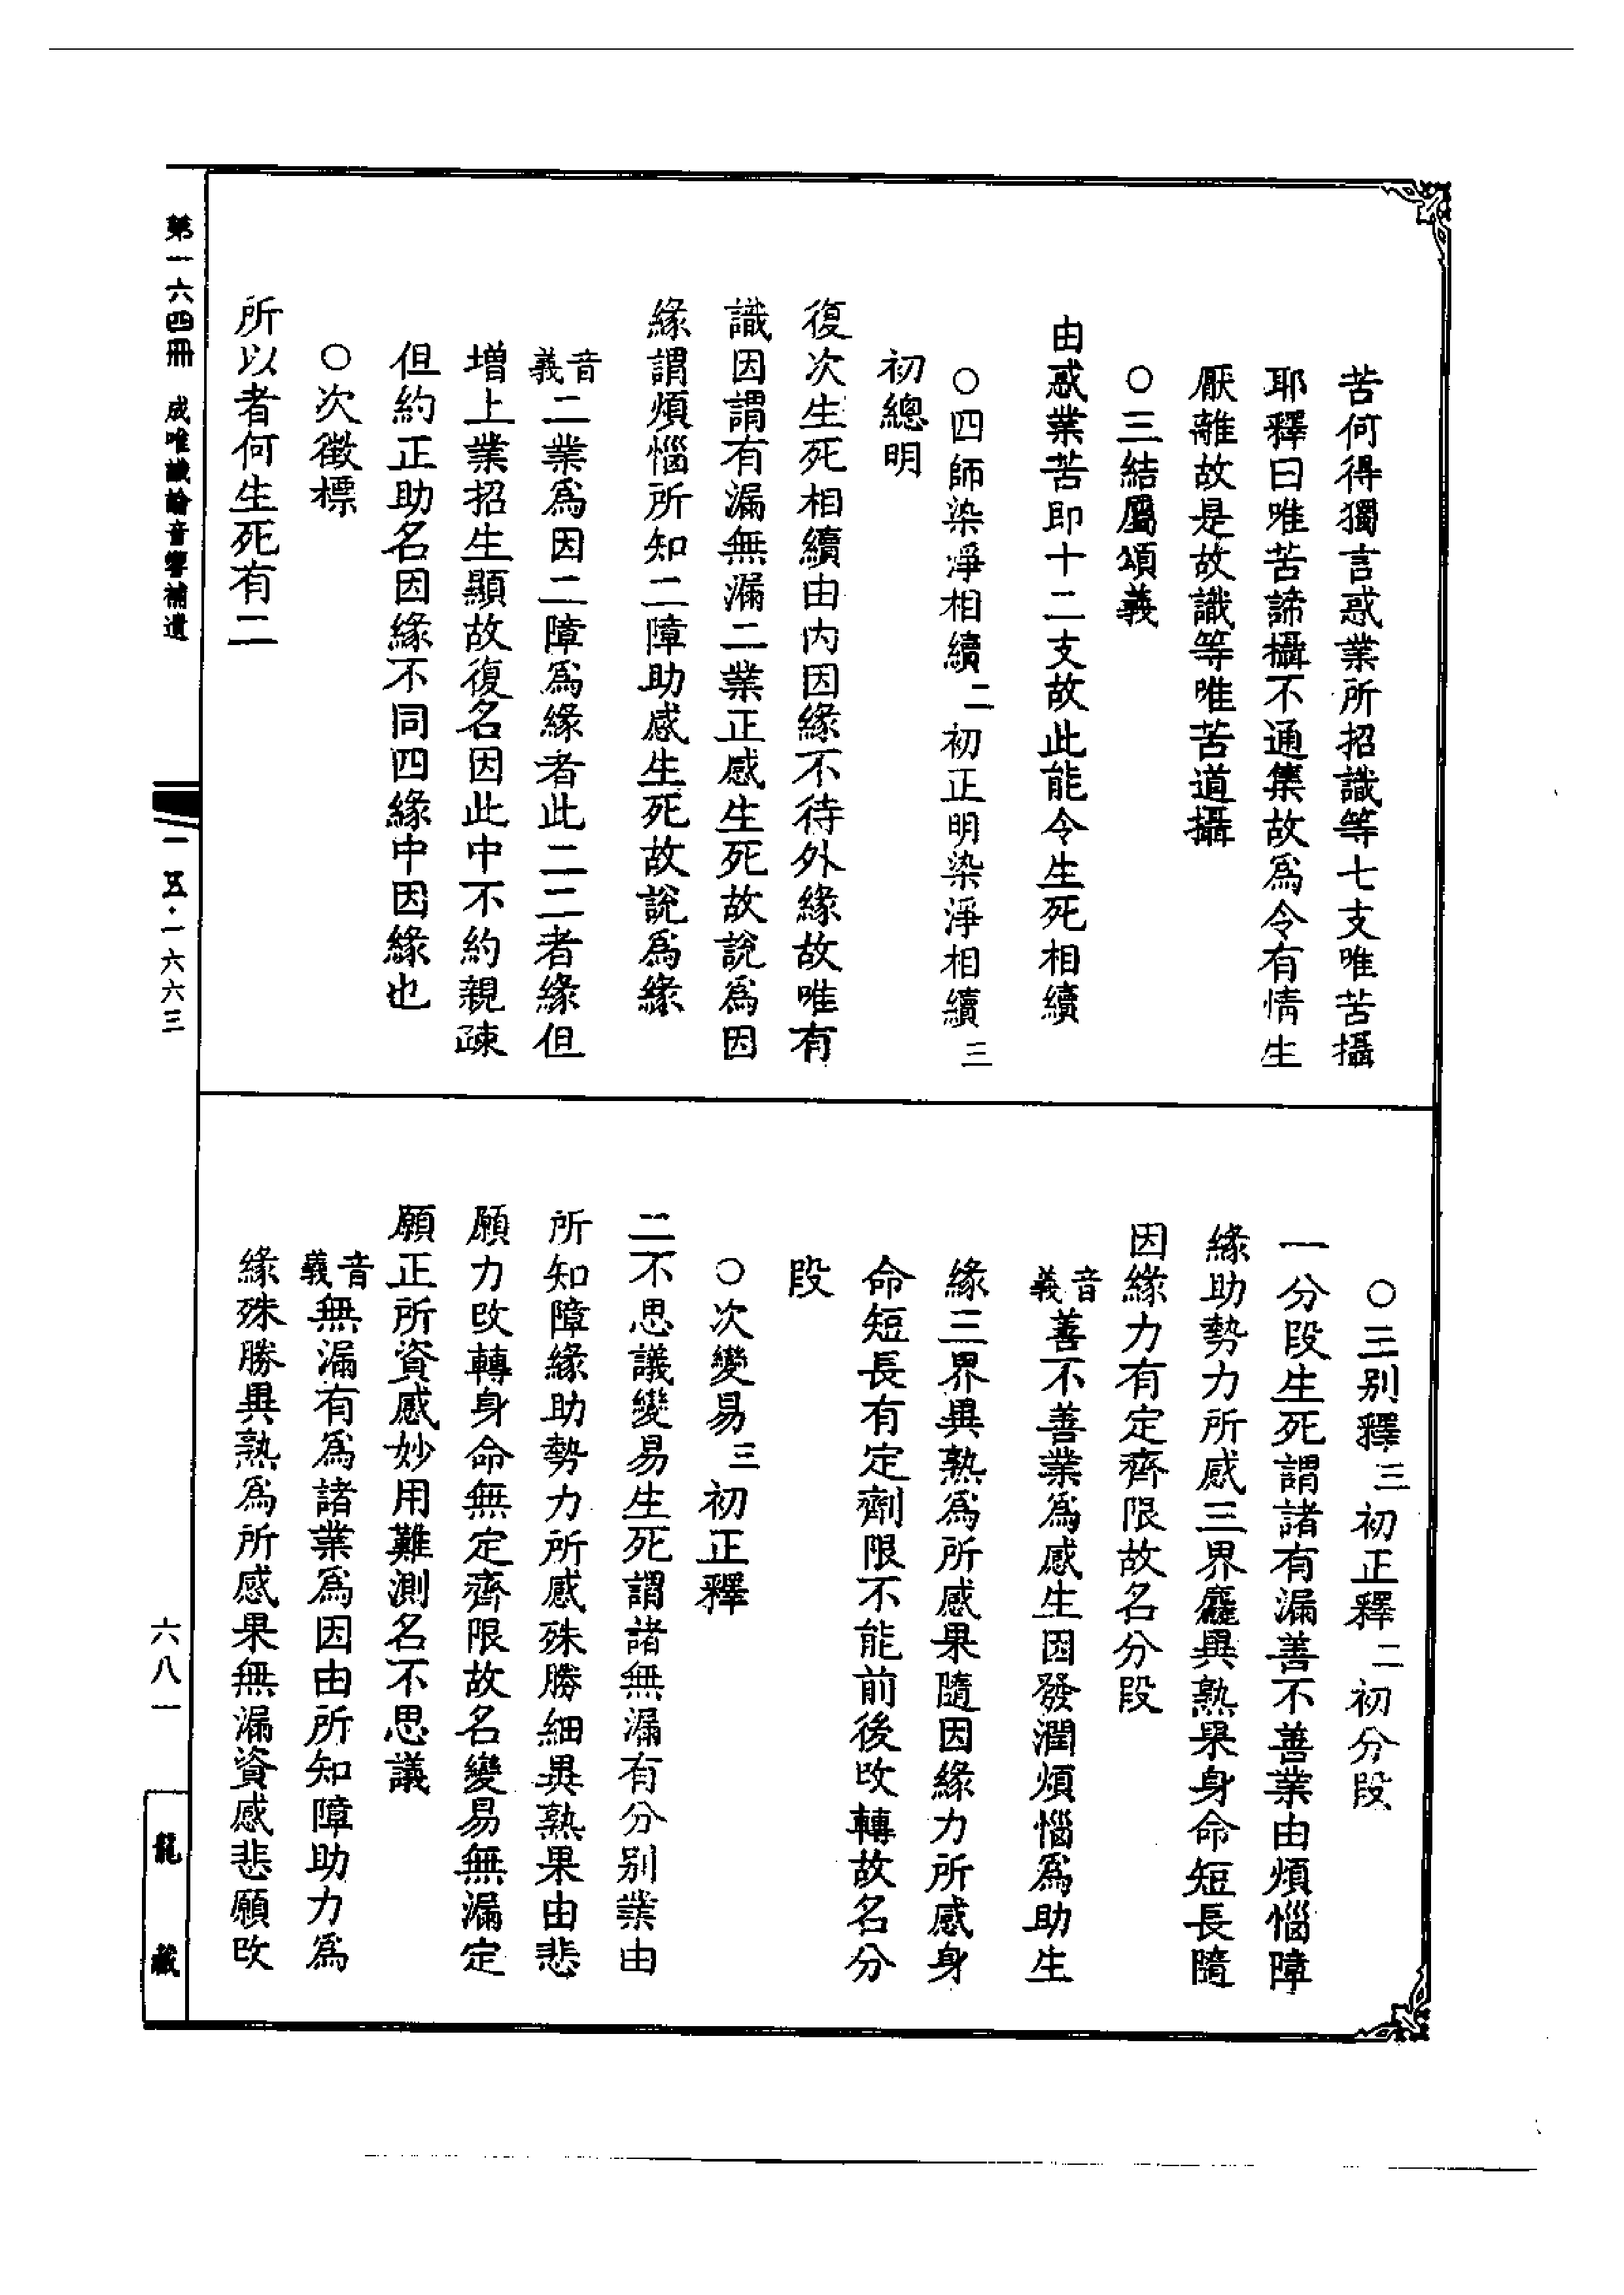 苦何得獨言惑業所招識等七支唯苦攝
耶釋曰唯苦諦攝不通集故爲令有情生
厭離故是故識等唯苦道攝
○三結屬頌義
由惑業苦即十二支故此能令生死相續
○四師染淨相續二初正明染淨相續三
初總明
復次生死相續由內因緣不待外緣故唯有
識因謂有漏無漏二業正感生死故說爲因
緣謂煩惱所知二障助感生死故說爲緣
音義二業爲因二障爲緣者此二二者緣但
增上業招生顯故復名因此中不約親疎
但約正助名因緣不同四緣中因緣也
○次徵標
所以者何生死有二
○三別釋三初正釋二初分段
一分段生死謂諸有漏善不善業由煩惱障
緣助勢力所感三界麤異熟果身命短長隨
因緣力有定齊限故名分段
音義善不善業爲感生因發潤煩惱爲助生
緣三界異熟爲所感果隨因緣力所感身
命短長有定劑限不能前後改轉故名分
段
○次變易三初正釋
二不思議變易生死謂諸無漏有分別業由
所知障緣助勢力所感殊勝細異熟果由悲
願力改轉身命無定齊限故名變易無漏定
願正所資感妙用難測名不思議
音義無漏有爲諸業爲因由所知障助力爲
緣殊勝異熟爲所感果無漏資感悲願改
第一六四冊 成唯識論音響補遺
一五·一六六三
六八一
龍藏